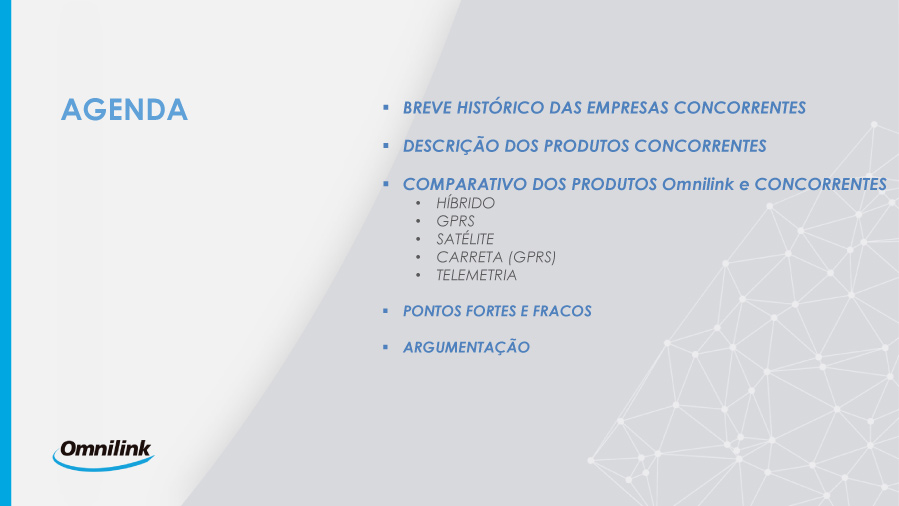 AGENDA
▪ BREVE HISTÓRICO DAS EMPRESAS CONCORRENTES
▪ DESCRIÇÃO DOS PRODUTOS CONCORRENTES
▪ COMPARATIVO DOS PRODUTOS Omnilink e CONCORRENTES
• HÍBRIDO
• GPRS
• SATÉLITE
• CARRETA (GPRS)
• TELEMETRIA
▪ PONTOS FORTES E FRACOS
▪ ARGUMENTAÇÃO
Omnilink